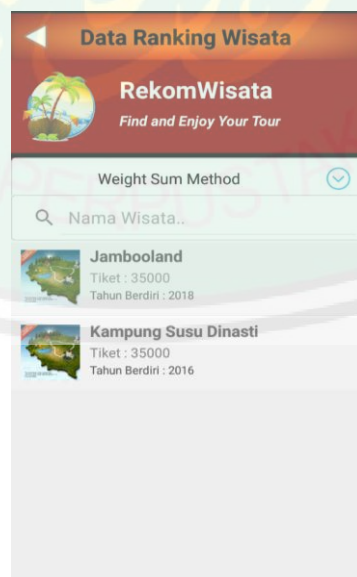 Data Ranking Wisata
RekomWisata
Find and Enjoy Your Tour
Weight Sum Method
Nama Wisata..
Jambooland
Tiket : 35000
Tahun Berdiri : 2018
Kampung Susu Dinasti
Tiket : 35000
Tahun Berdiri : 2016